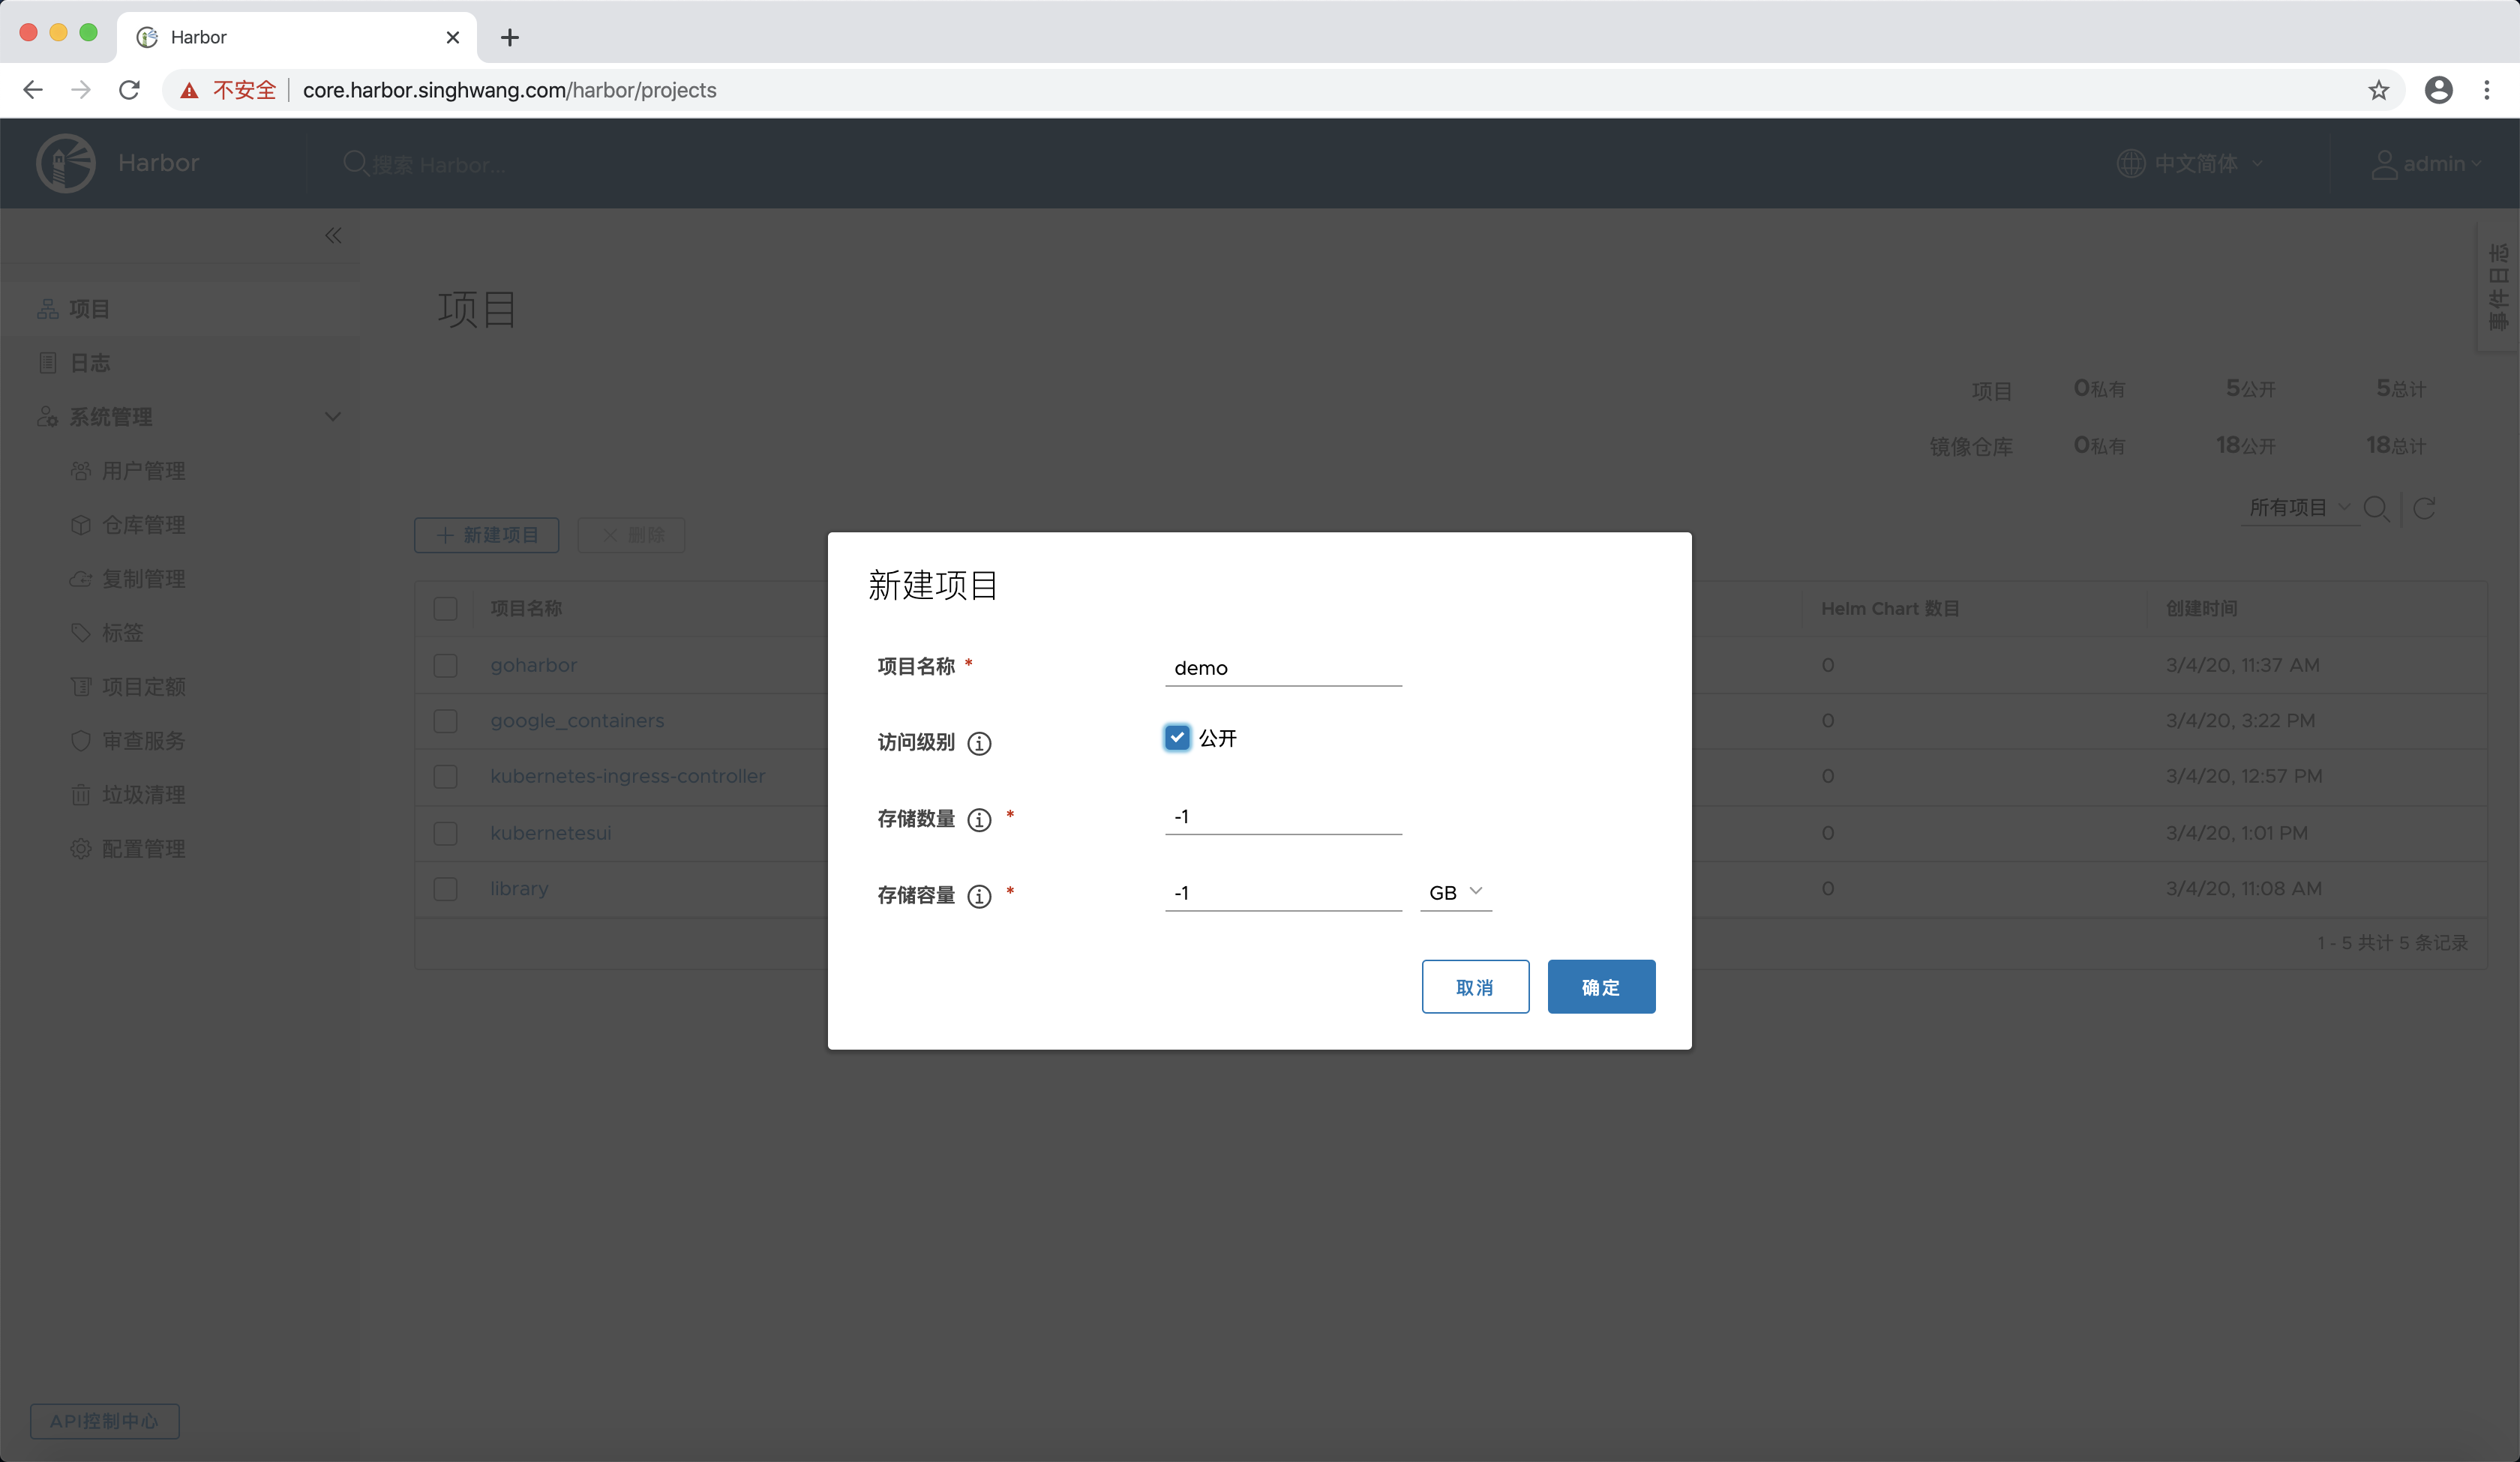 Harbor
不安全
core.harbor.singhwang.com/harbor/projects
Harbor
搜索 Harbor...
中文简体
admin
事件日志
项目
日志
系统管理
用户管理
仓库管理
复制管理
标签
项目定额
审查服务
垃圾清理
配置管理
API控制中心
项目
项目 0私有 5公开 5总计
镜像仓库 0私有 18公开 18总计
所有项目
新建项目 删除
项目名称 Helm Chart 数目 创建时间
goharbor 0 3/4/20, 11:37 AM
google_containers 0 3/4/20, 3:22 PM
kubernetes-ingress-controller 0 3/4/20, 12:57 PM
kubernetesui 0 3/4/20, 1:01 PM
library 0 3/4/20, 11:08 AM
1 - 5 共计 5 条记录
新建项目
项目名称 * demo
访问级别 公开
存储数量 * -1
存储容量 * -1 GB
取消 确定